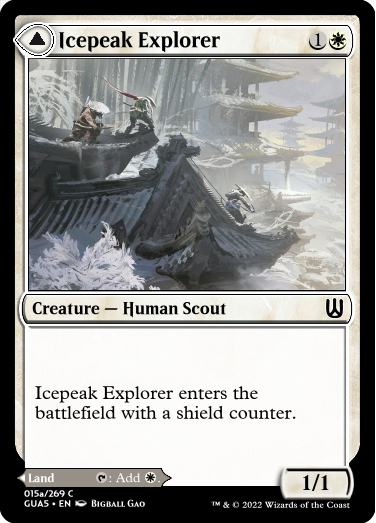 Icepeak Explorer 1
Creature — Human Scout
Icepeak Explorer enters the
battlefield with a shield counter.
Land : Add .
1/1
015a/269 C
GUA5 • EN Bigball Gao
™ & © 2022 Wizards of the Coast